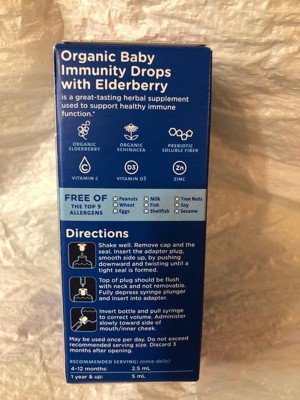 Organic Baby
Immunity Drops
with Elderberry
is a great-tasting herbal supplement
used to support healthy immune
function.*
ORGANIC
ELDERBERRY
ORGANIC
ECHINACEA
PREBIOTIC
SOLUBLE FIBER
C
VITAMIN C
D3
VITAMIN D3
Zn
ZINC
FREE OF
THE TOP 9
ALLERGENS
Peanuts
Milk
Tree Nuts
Wheat
Fish
Soy
Eggs
Shellfish
Sesame
Directions
Shake well. Remove cap and the
seal. Insert the adapter plug,
smooth side up, by pushing
downward and twisting until a
tight seal is formed.
Top of plug should be flush
with neck and not removable.
Fully depress syringe plunger
and insert into adapter.
Invert bottle and pull syringe
to correct volume. Administer
slowly toward side of
mouth/inner cheek.
May be used once per day. Do not exceed
recommended serving size. Discard 3
months after opening.
RECOMMENDED SERVING: (once daily)
4-12 months: 2.5 mL
1 year & up: 5 mL